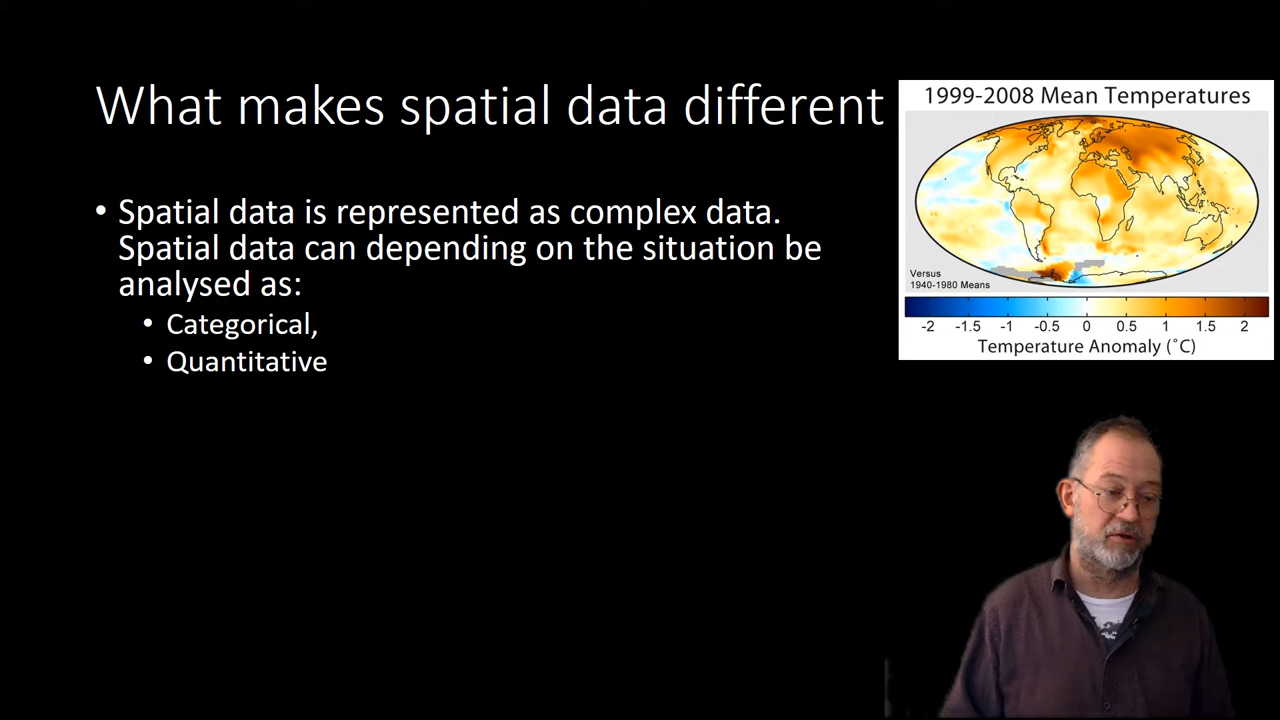 What makes spatial data different
• Spatial data is represented as complex data.
Spatial data can depending on the situation be
analysed as:
• Categorical,
• Quantitative
1999-2008 Mean Temperatures
Versus
1940-1980 Means
-2 -1.5 -1 -0.5 0 0.5 1 1.5 2
Temperature Anomaly (˚C)